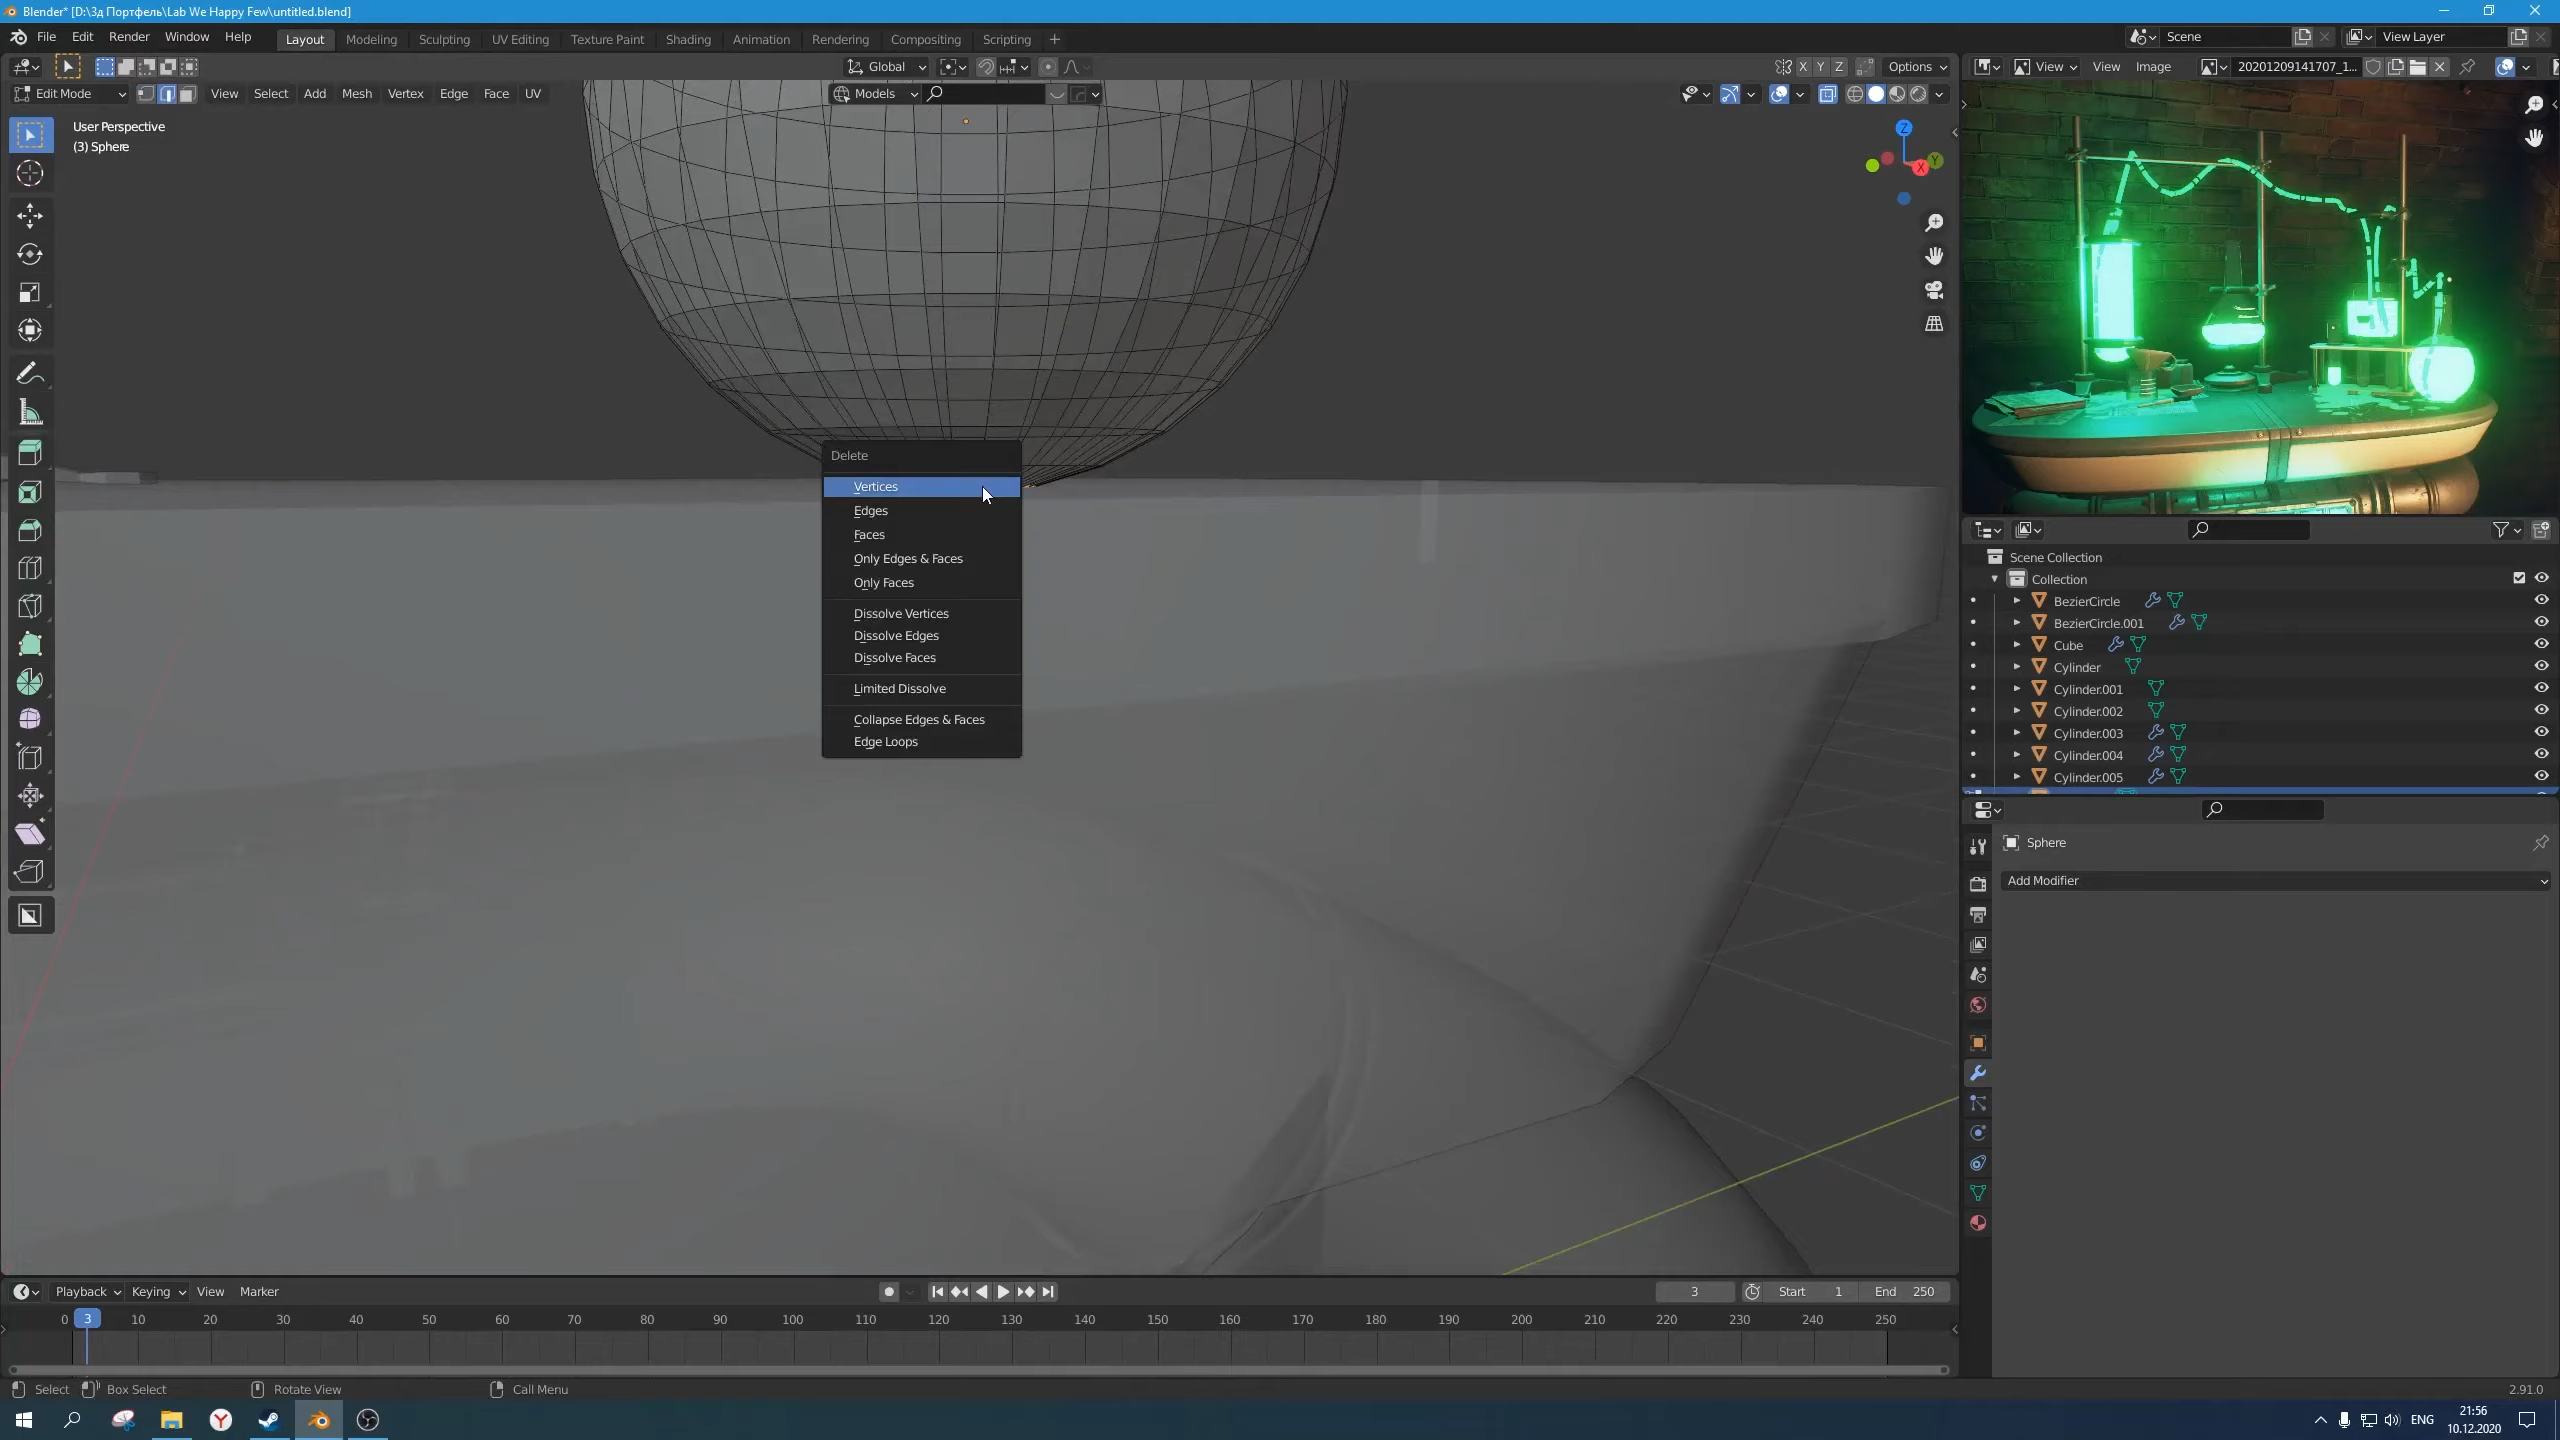 Blender* [D:\3д Портфель\Lab We Happy Few\untitled.blend]
File Edit Render Window Help Layout Modeling Sculpting UV Editing Texture Paint Shading Animation Rendering Compositing Scripting + Scene View Layer
Global X Y Z Options View View Image 20201209141707_1...
Edit Mode View Select Add Mesh Vertex Edge Face UV Models
User Perspective
(3) Sphere
Z
Y
X
Delete
Vertices
Edges
Faces
Only Edges & Faces
Only Faces
Dissolve Vertices
Dissolve Edges
Dissolve Faces
Limited Dissolve
Collapse Edges & Faces
Edge Loops
Scene Collection
Collection
BezierCircle
BezierCircle.001
Cube
Cylinder
Cylinder.001
Cylinder.002
Cylinder.003
Cylinder.004
Cylinder.005
Sphere
Add Modifier
Playback Keying View Marker 3 Start 1 End 250
0 3 10 20 30 40 50 60 70 80 90 100 110 120 130 140 150 160 170 180 190 200 210 220 230 240 250
Select Box Select Rotate View Call Menu 2.91.0
ENG 21:56
10.12.2020